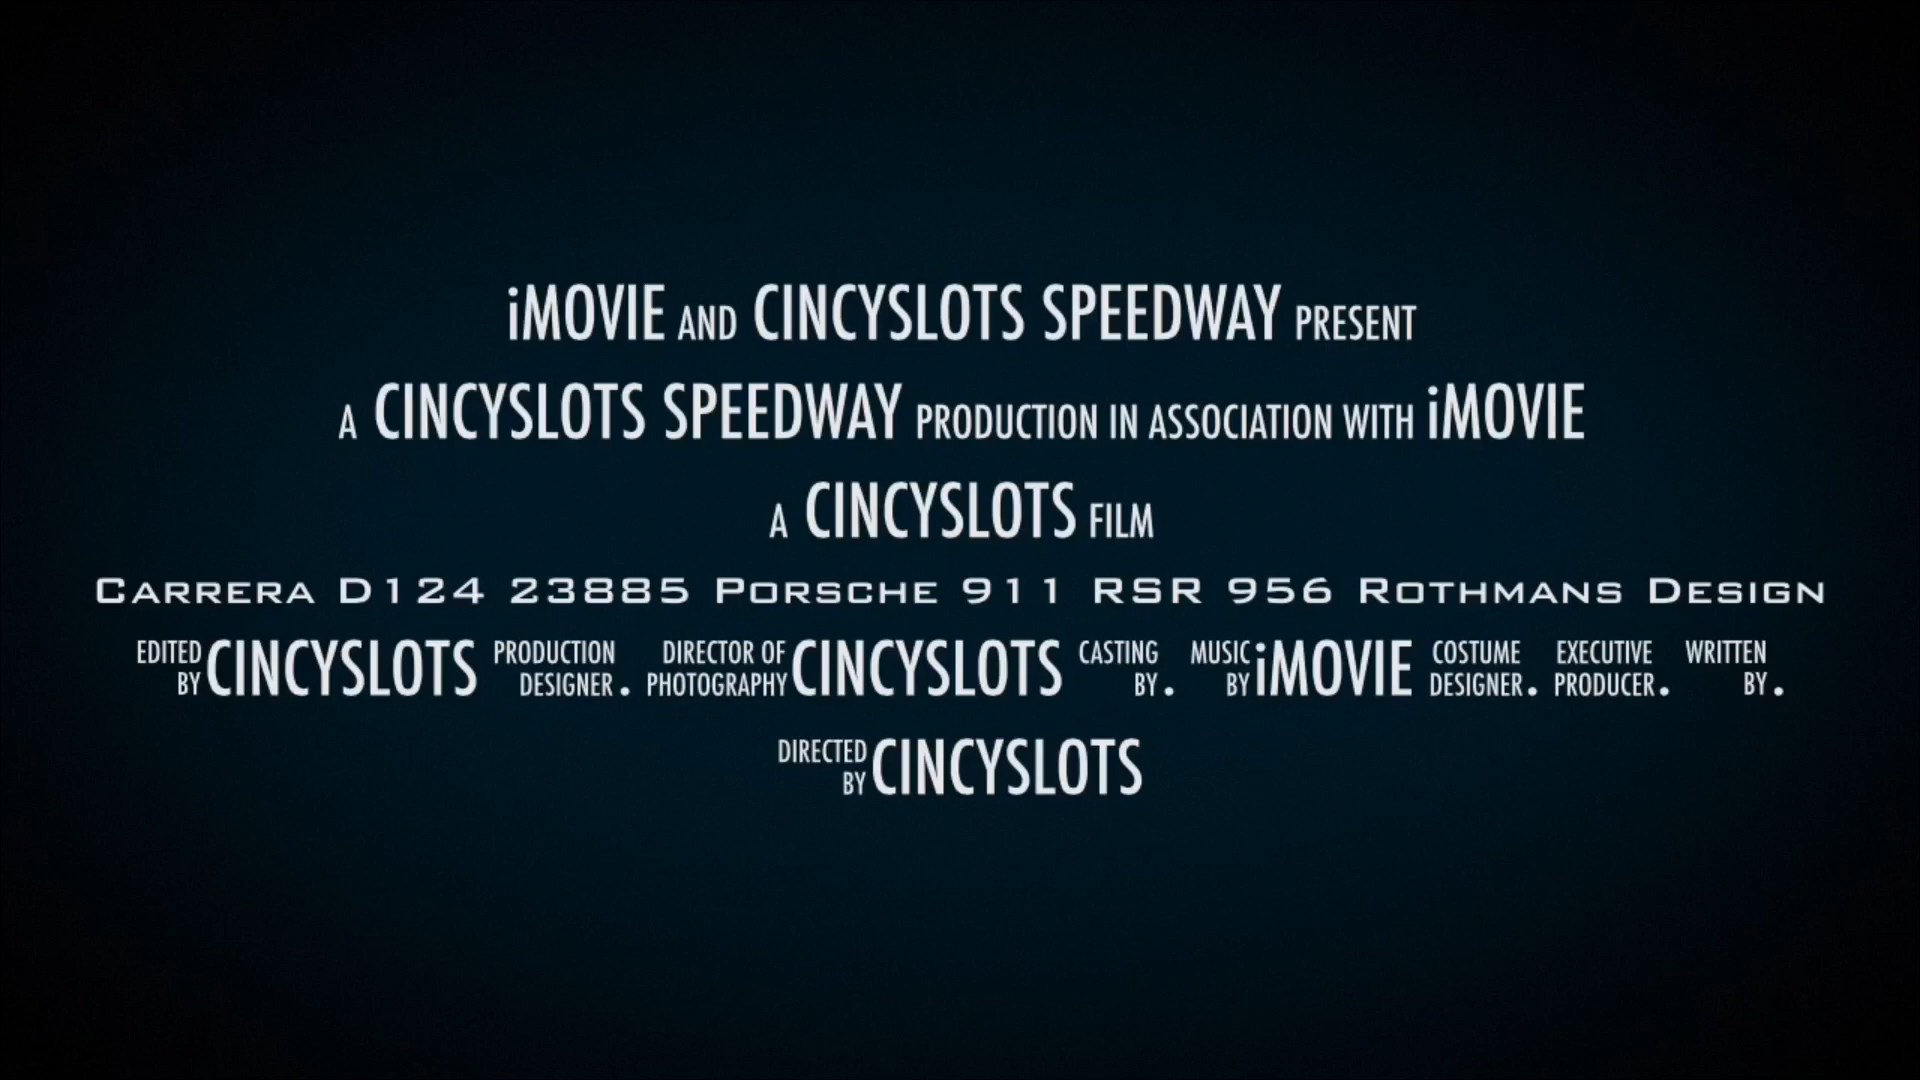 iMOVIE AND CINCYSLOTS SPEEDWAY PRESENT
A CINCYSLOTS SPEEDWAY PRODUCTION IN ASSOCIATION WITH iMOVIE
A CINCYSLOTS FILM
Carrera D124 23885 Porsche 911 RSR 956 Rothmans Design
EDITED BY CINCYSLOTS PRODUCTION DESIGNER . DIRECTOR OF PHOTOGRAPHY CINCYSLOTS CASTING BY . MUSIC BY iMOVIE COSTUME DESIGNER . EXECUTIVE PRODUCER . WRITTEN BY .
DIRECTED BY CINCYSLOTS